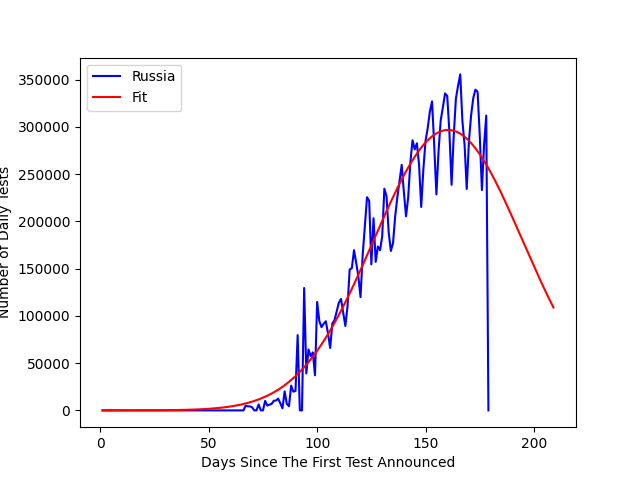 Russia
Fit
350000
300000
250000
200000
150000
100000
50000
0
Number of Daily Tests
0 50 100 150 200
Days Since The First Test Announced